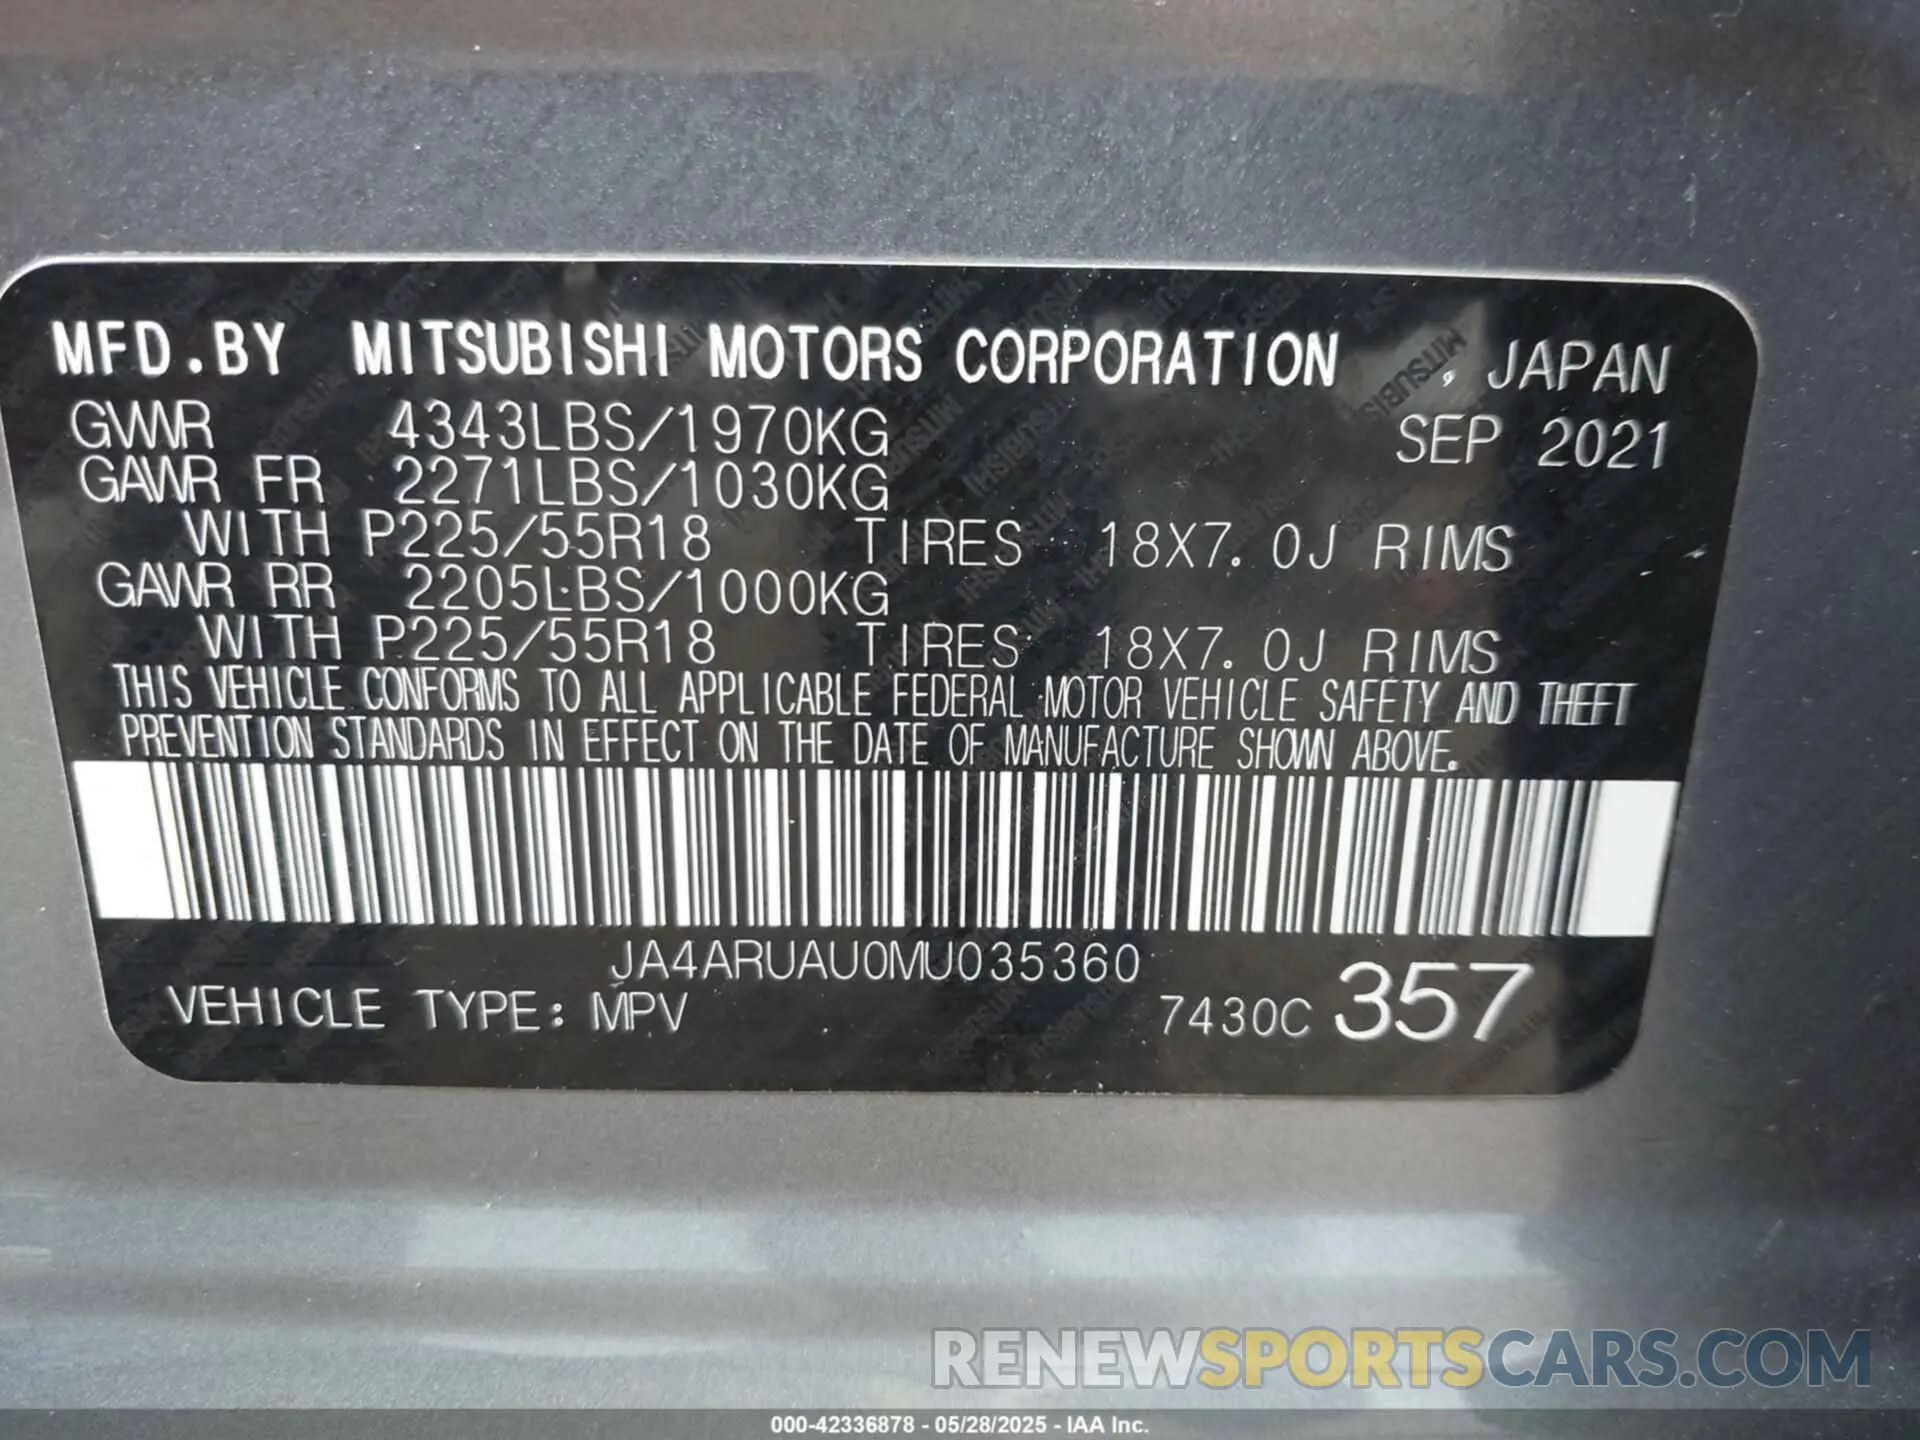 MFD.BY MITSUBISHI MOTORS CORPORATION , JAPAN
GVWR 4343LBS/1970KG SEP 2021
GAWR FR 2271LBS/1030KG
WITH P225/55R18 TIRES 18X7.0J RIMS
GAWR RR 2205LBS/1000KG
WITH P225/55R18 TIRES 18X7.0J RIMS
THIS VEHICLE CONFORMS TO ALL APPLICABLE FEDERAL MOTOR VEHICLE SAFETY AND THEFT
PREVENTION STANDARDS IN EFFECT ON THE DATE OF MANUFACTURE SHOWN ABOVE.
JA4ARUAU0MU035360
VEHICLE TYPE: MPV 7430C 357
RENEWSPORTSCARS.COM
000-42336878 - 05/28/2025 - IAA Inc.